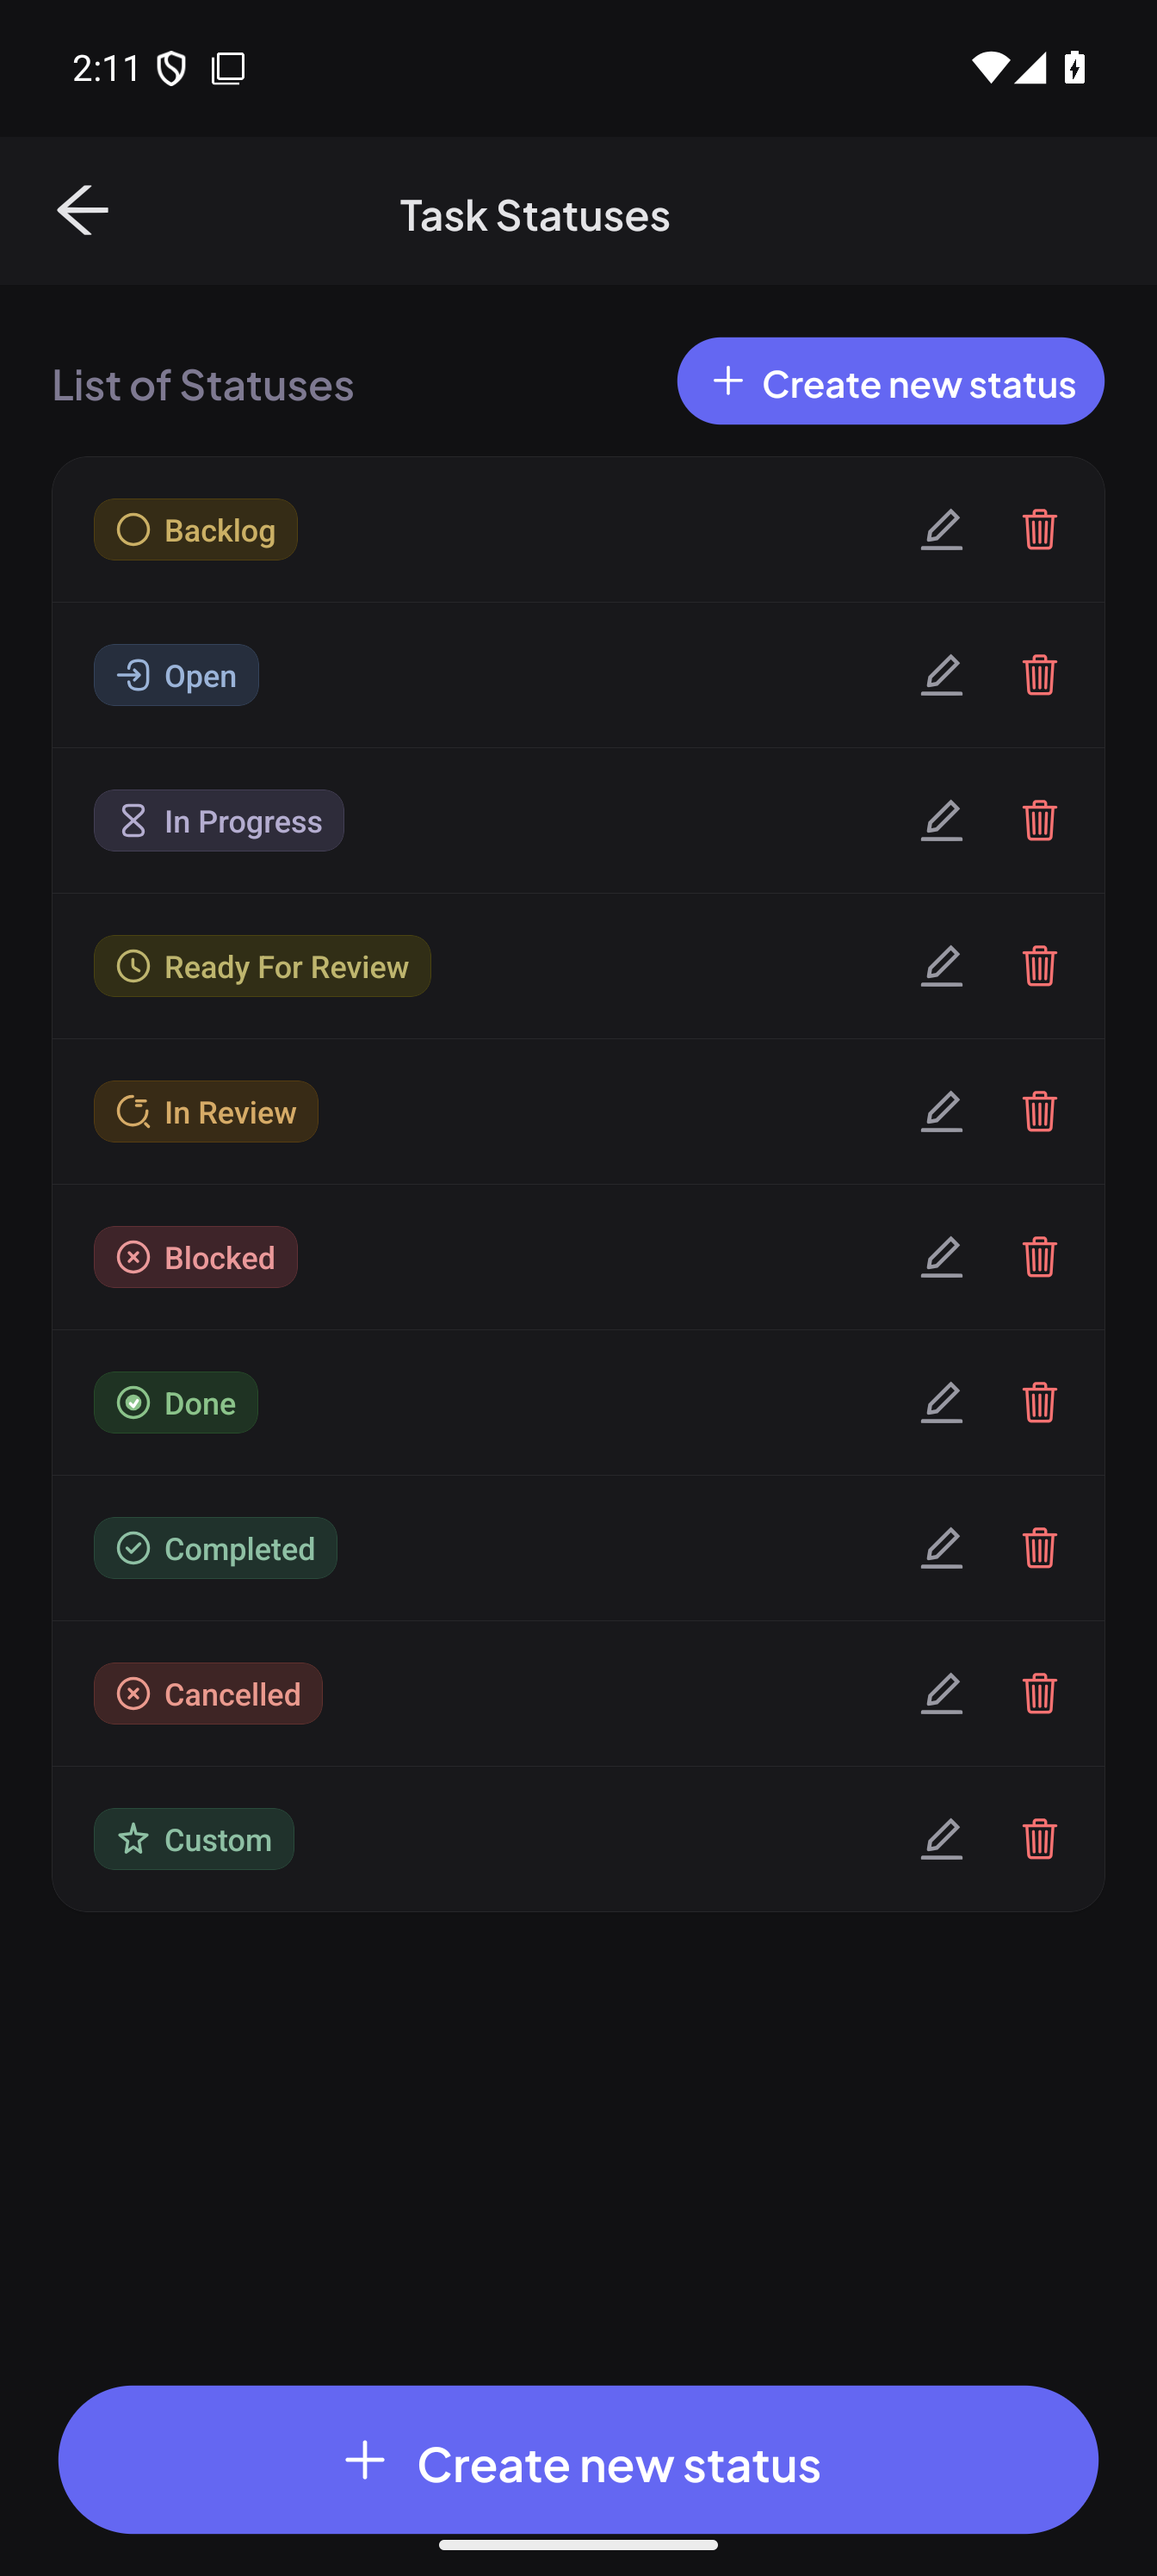 2:11
Task Statuses
List of Statuses
Create new status
Backlog
Open
In Progress
Ready For Review
In Review
Blocked
Done
Completed
Cancelled
Custom
Create new status